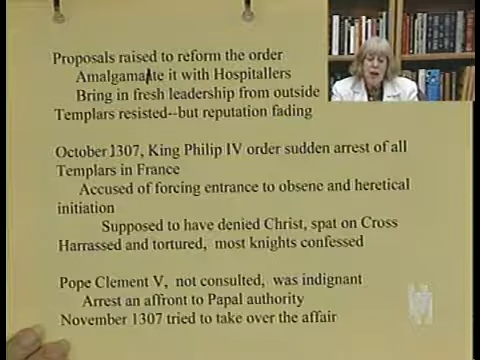 Proposals raised to reform the order
Amalgamate it with Hospitallers
Bring in fresh leadership from outside
Templars resisted--but reputation fading
October 1307, King Philip IV order sudden arrest of all
Templars in France
Accused of forcing entrance to obsene and heretical
initiation
Supposed to have denied Christ, spat on Cross
Harrassed and tortured, most knights confessed
Pope Clement V, not consulted, was indignant
Arrest an affront to Papal authority
November 1307 tried to take over the affair